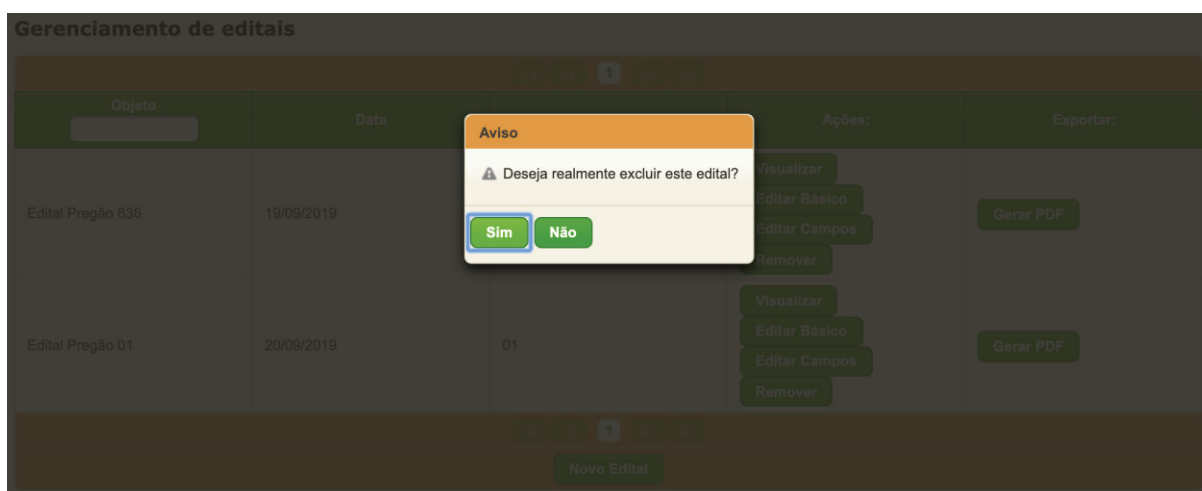 Gerenciamento de editais
1
Objeto
Data
Ações:
Exportar:
Aviso
Deseja realmente excluir este edital?
Sim
Não
Edital Pregão 636
19/09/2019
Visualizar
Editar Básico
Editar Campos
Remover
Gerar PDF
Edital Pregão 01
20/09/2019
01
Visualizar
Editar Básico
Editar Campos
Remover
Gerar PDF
1
Novo Edital